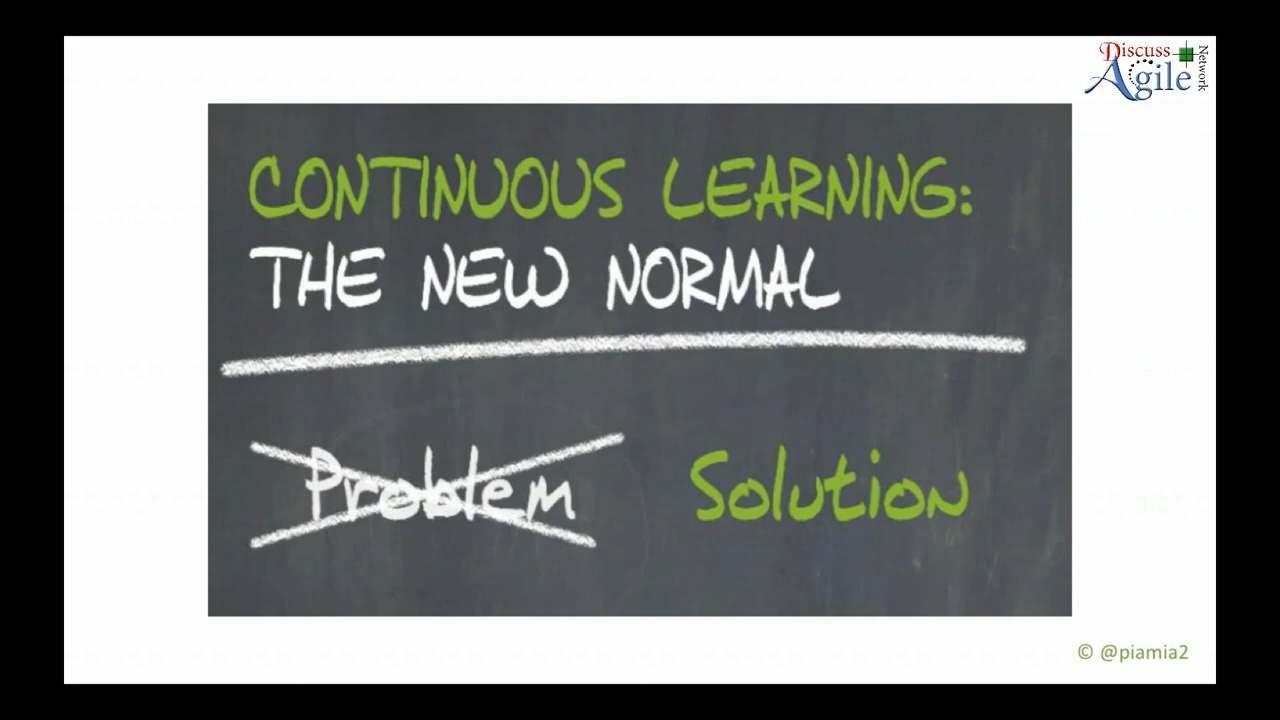 Discuss
Agile
Network
CONTINUOUS LEARNING:
THE NEW NORMAL
Problem Solution
© @piamia2